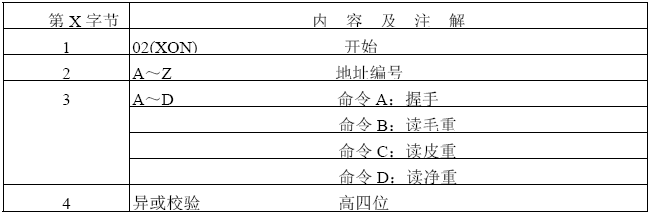 第 X 字节 内 容 及 注 解
1 02(XON) 开始
2 A～Z 地址编号
3 A～D 命令 A：握手
命令 B：读毛重
命令 C：读皮重
命令 D：读净重
4 异或校验 高四位